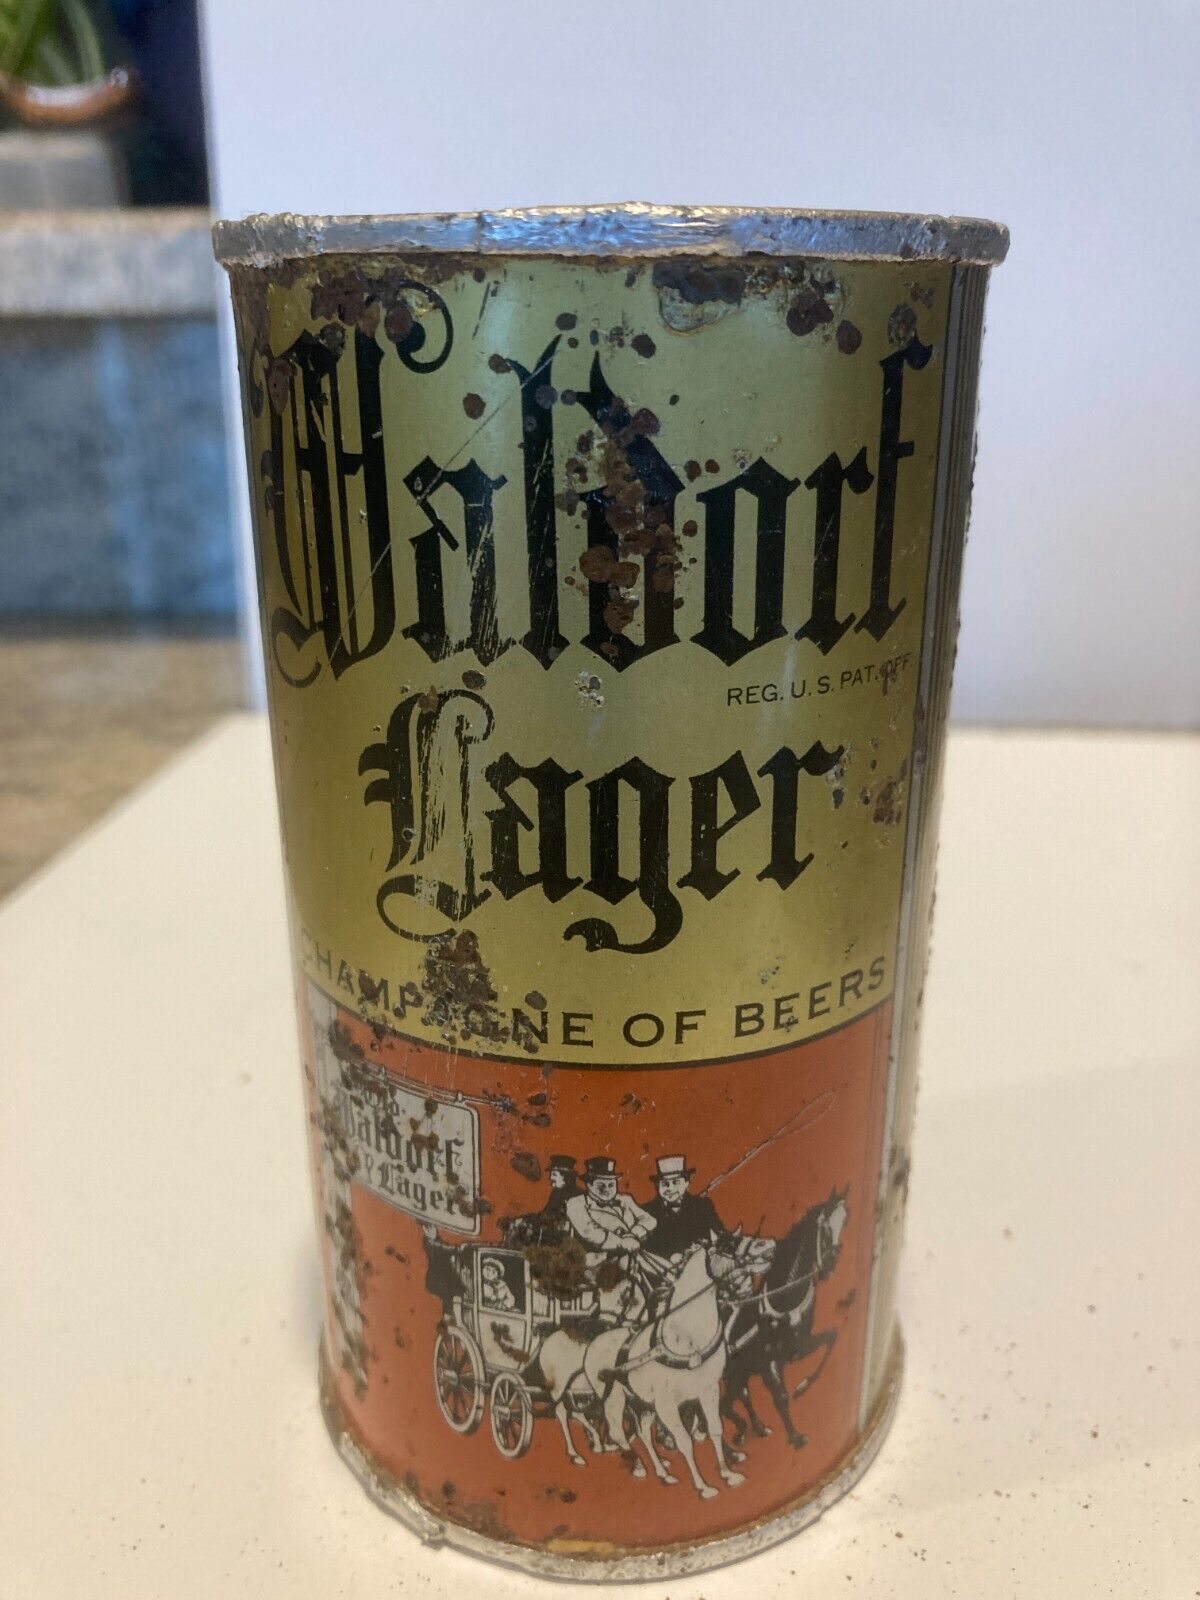 Waldorf
REG. U. S. PAT. OFF.
Lager
CHAMPAGNE OF BEERS
Waldorf
Lager